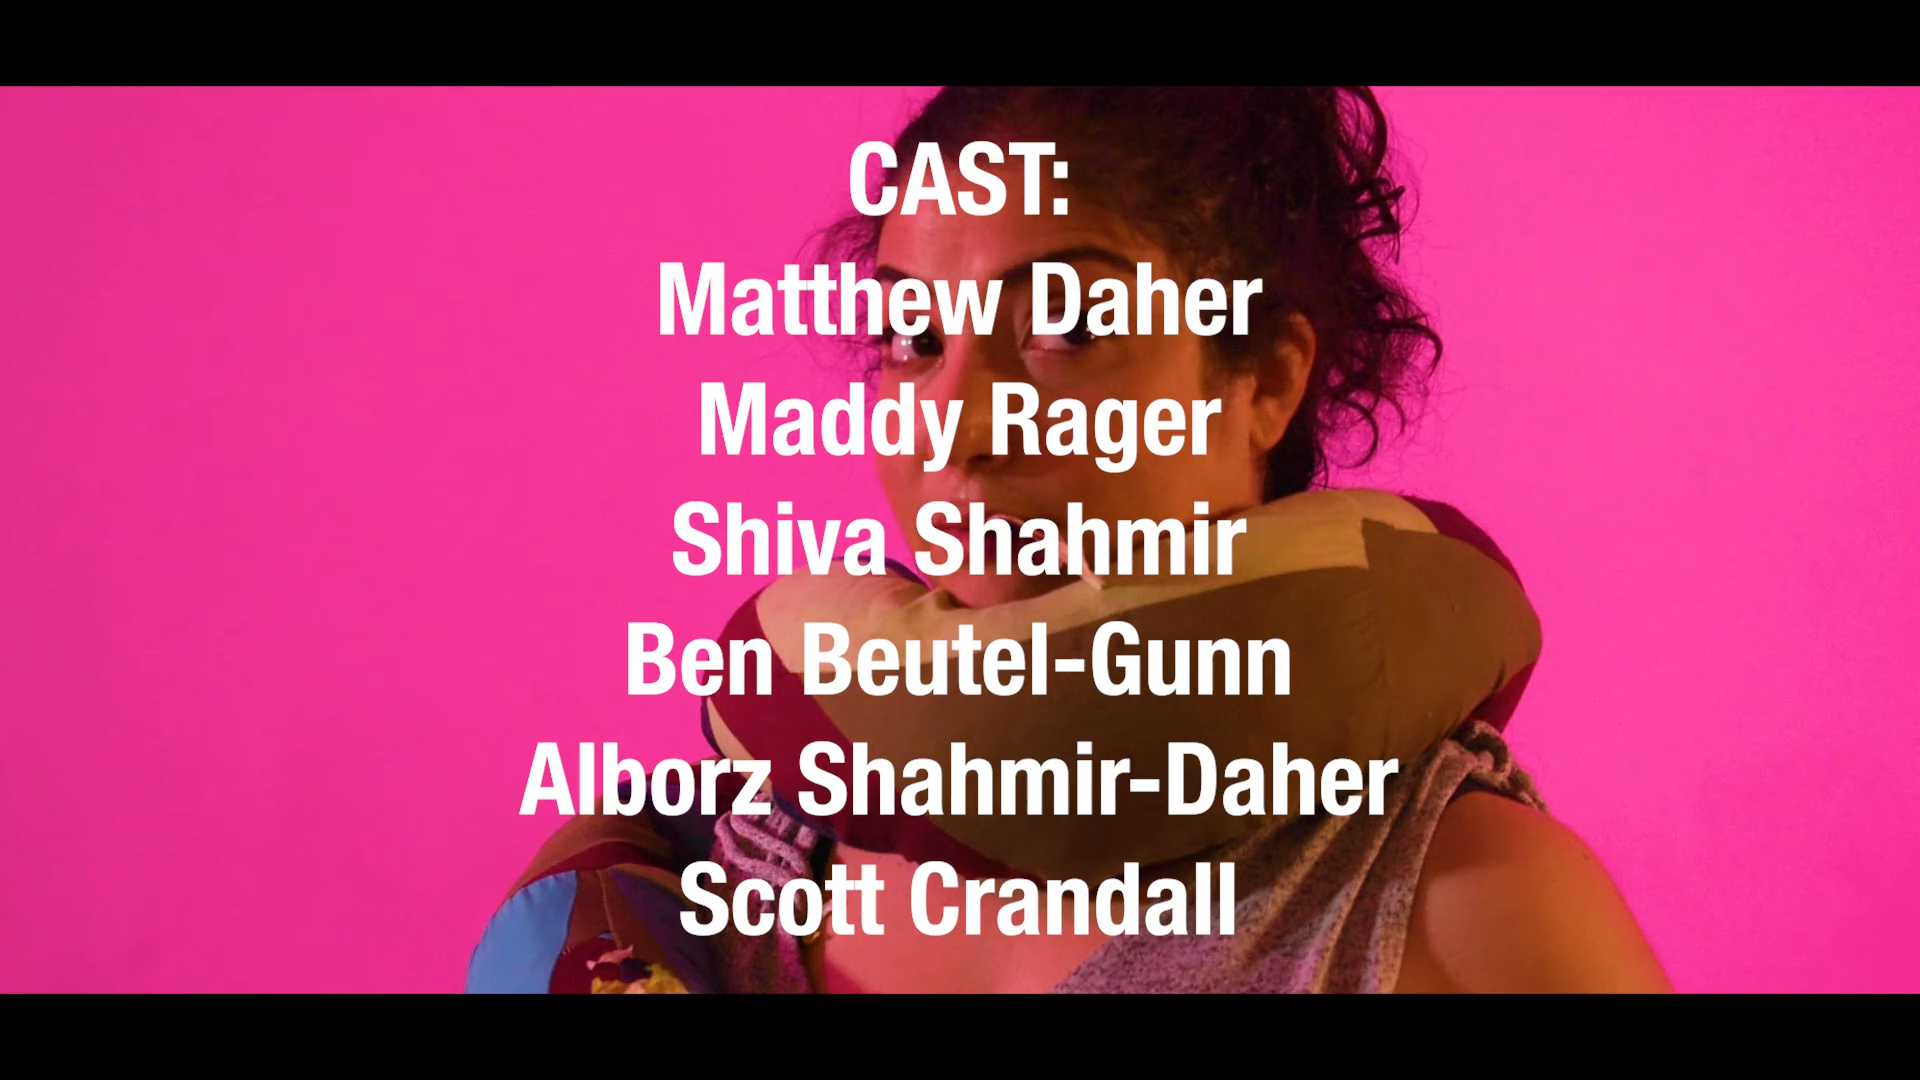 CAST:
Matthew Daher
Maddy Rager
Shiva Shahmir
Ben Beutel-Gunn
Alborz Shahmir-Daher
Scott Crandall